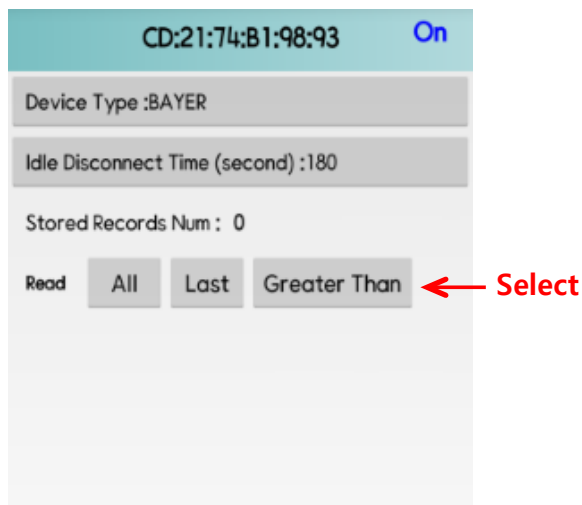 CD:21:74:B1:98:93 On
Device Type :BAYER
Idle Disconnect Time (second) :180
Stored Records Num : 0
Read All Last Greater Than Select